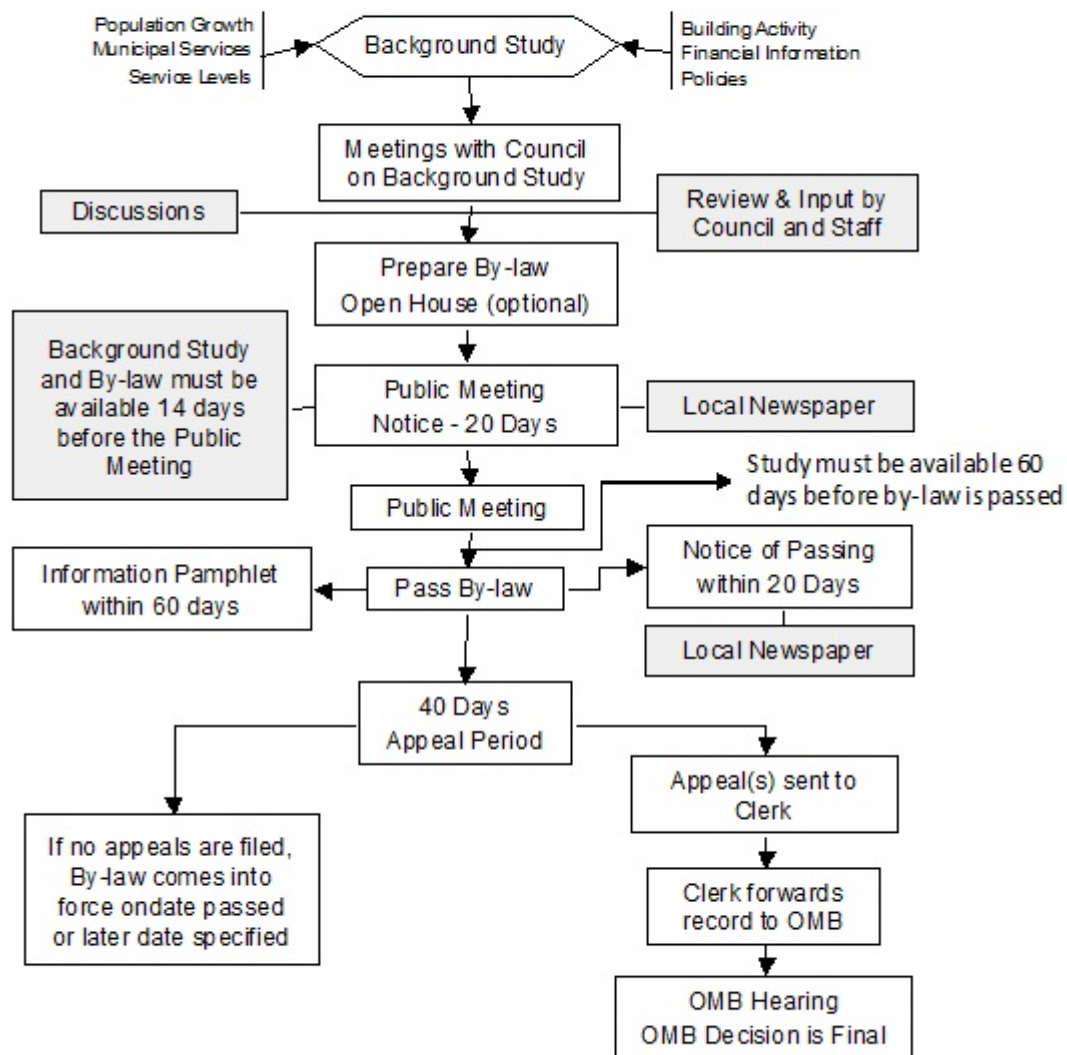 Population Growth
Municipal Services
Service Levels
Background Study
Building Activity
Financial Information
Policies
Meetings with Council
on Background Study
Discussions
Review & Input by
Council and Staff
Prepare By-law
Open House (optional)
Background Study
and By-law must be
available 14 days
before the Public
Meeting
Public Meeting
Notice - 20 Days
Local Newspaper
Public Meeting
Study must be available 60
days before by-law is passed
Information Pamphlet
within 60 days
Pass By-law
Notice of Passing
within 20 Days
Local Newspaper
40 Days
Appeal Period
If no appeals are filed,
By-law comes into
force ondate passed
or later date specified
Appeal(s) sent to
Clerk
Clerk forwards
record to OMB
OMB Hearing
OMB Decision is Final